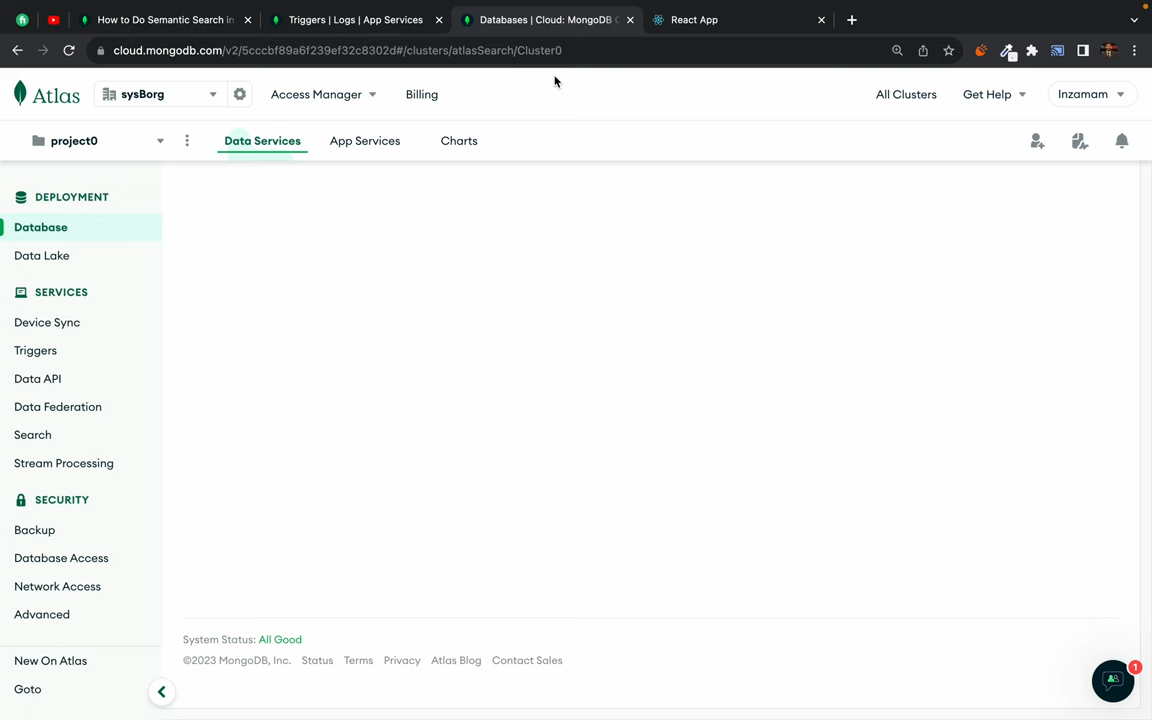 How to Do Semantic Search in
Triggers | Logs | App Services
Databases | Cloud: MongoDB C
React App
cloud.mongodb.com/v2/5cccbf89a6f239ef32c8302d#/clusters/atlasSearch/Cluster0
Atlas
sysBorg
Access Manager
Billing
All Clusters
Get Help
Inzamam
project0
Data Services
App Services
Charts
DEPLOYMENT
Database
Data Lake
SERVICES
Device Sync
Triggers
Data API
Data Federation
Search
Stream Processing
SECURITY
Backup
Database Access
Network Access
Advanced
New On Atlas
Goto
System Status: All Good
©2023 MongoDB, Inc. Status Terms Privacy Atlas Blog Contact Sales
1